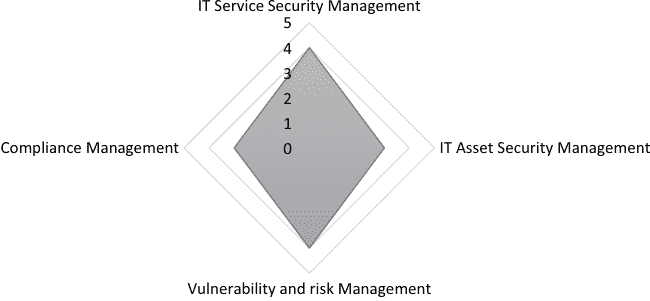 IT Service Security Management
5
4
3
2
1
0
Compliance Management
IT Asset Security Management
Vulnerability and risk Management